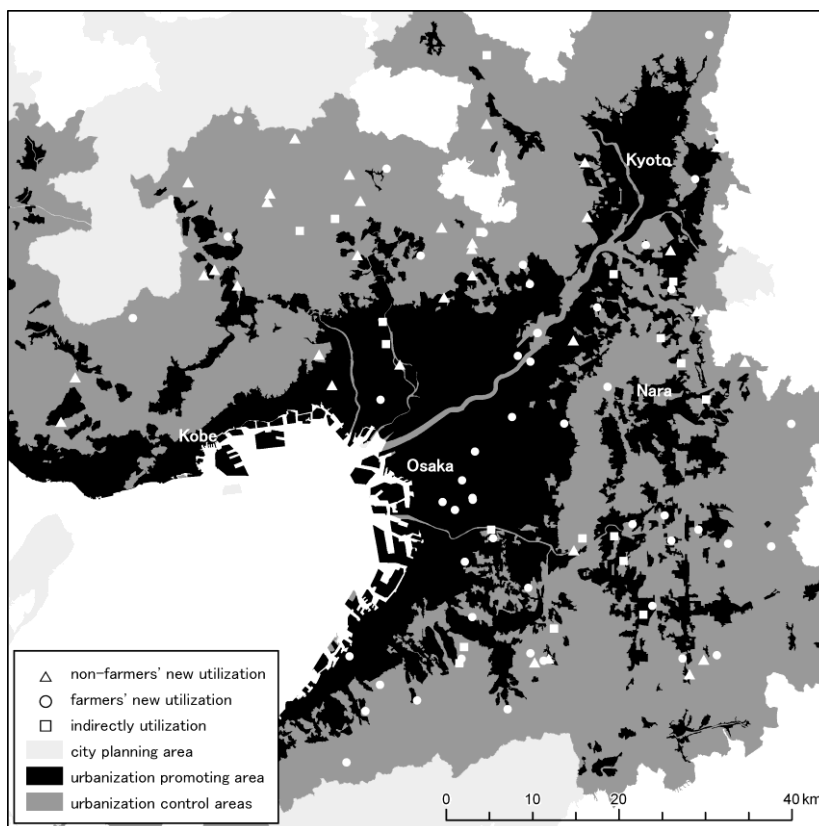 Kyoto
Nara
Kobe
Osaka
non-farmers' new utilization
farmers' new utilization
indirectly utilization
city planning area
urbanization promoting area
urbanization control areas
0 10 20 40 km